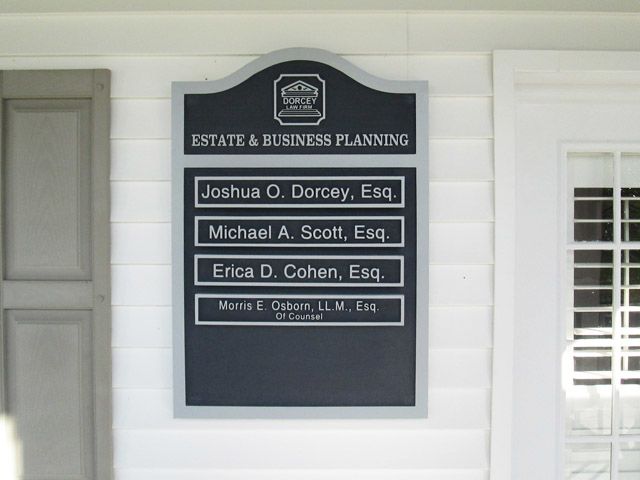 DORCEY
LAW FIRM
ESTATE & BUSINESS PLANNING
Joshua O. Dorcey, Esq.
Michael A. Scott, Esq.
Erica D. Cohen, Esq.
Morris E. Osborn, LL.M., Esq.
Of Counsel